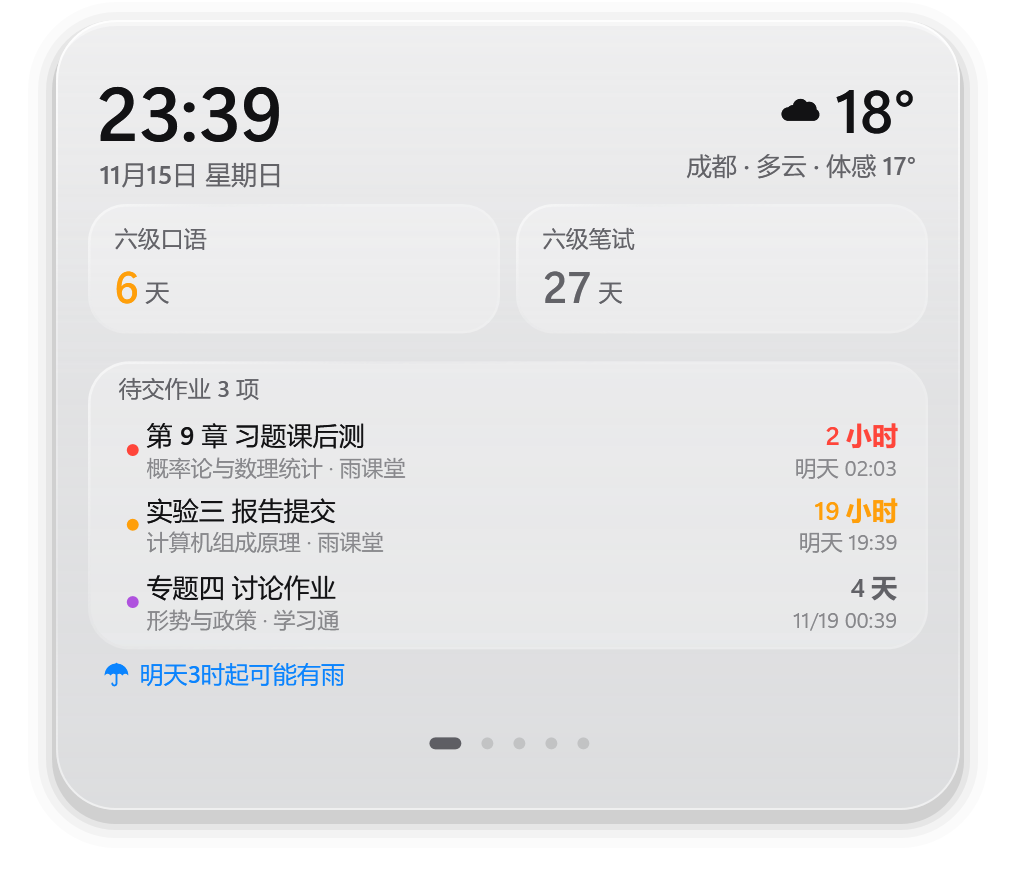 23:39
18°
11月15日 星期日
成都 · 多云 · 体感 17°
六级口语
6 天
六级笔试
27 天
待交作业 3 项
第 9 章 习题课后测
2 小时
概率论与数理统计 · 雨课堂
明天 02:03
实验三 报告提交
19 小时
计算机组成原理 · 雨课堂
明天 19:39
专题四 讨论作业
4 天
形势与政策 · 学习通
11/19 00:39
明天3时起可能有雨